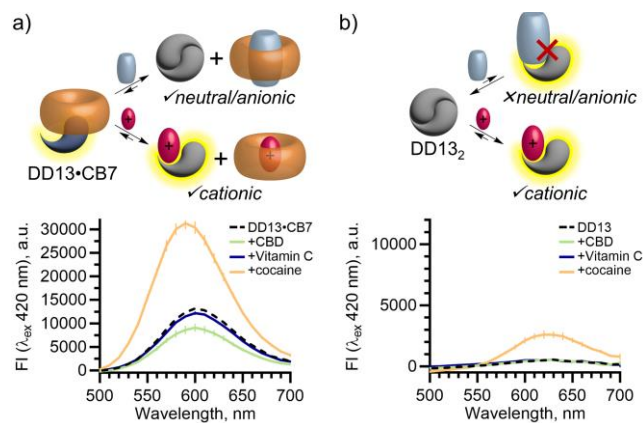 a)
+
✓neutral/anionic
+
+
+
+
✓cationic
DD13•CB7
FI (λex 420 nm), a.u.
30000
25000
20000
15000
10000
5000
0
500
550
600
650
700
Wavelength, nm
DD13•CB7
+CBD
+Vitamin C
+cocaine
b)
×neutral/anionic
DD13₂
+
+
✓cationic
FI (λex 420 nm), a.u.
10000
5000
0
500
550
600
650
700
Wavelength, nm
DD13
+CBD
+Vitamin C
+cocaine